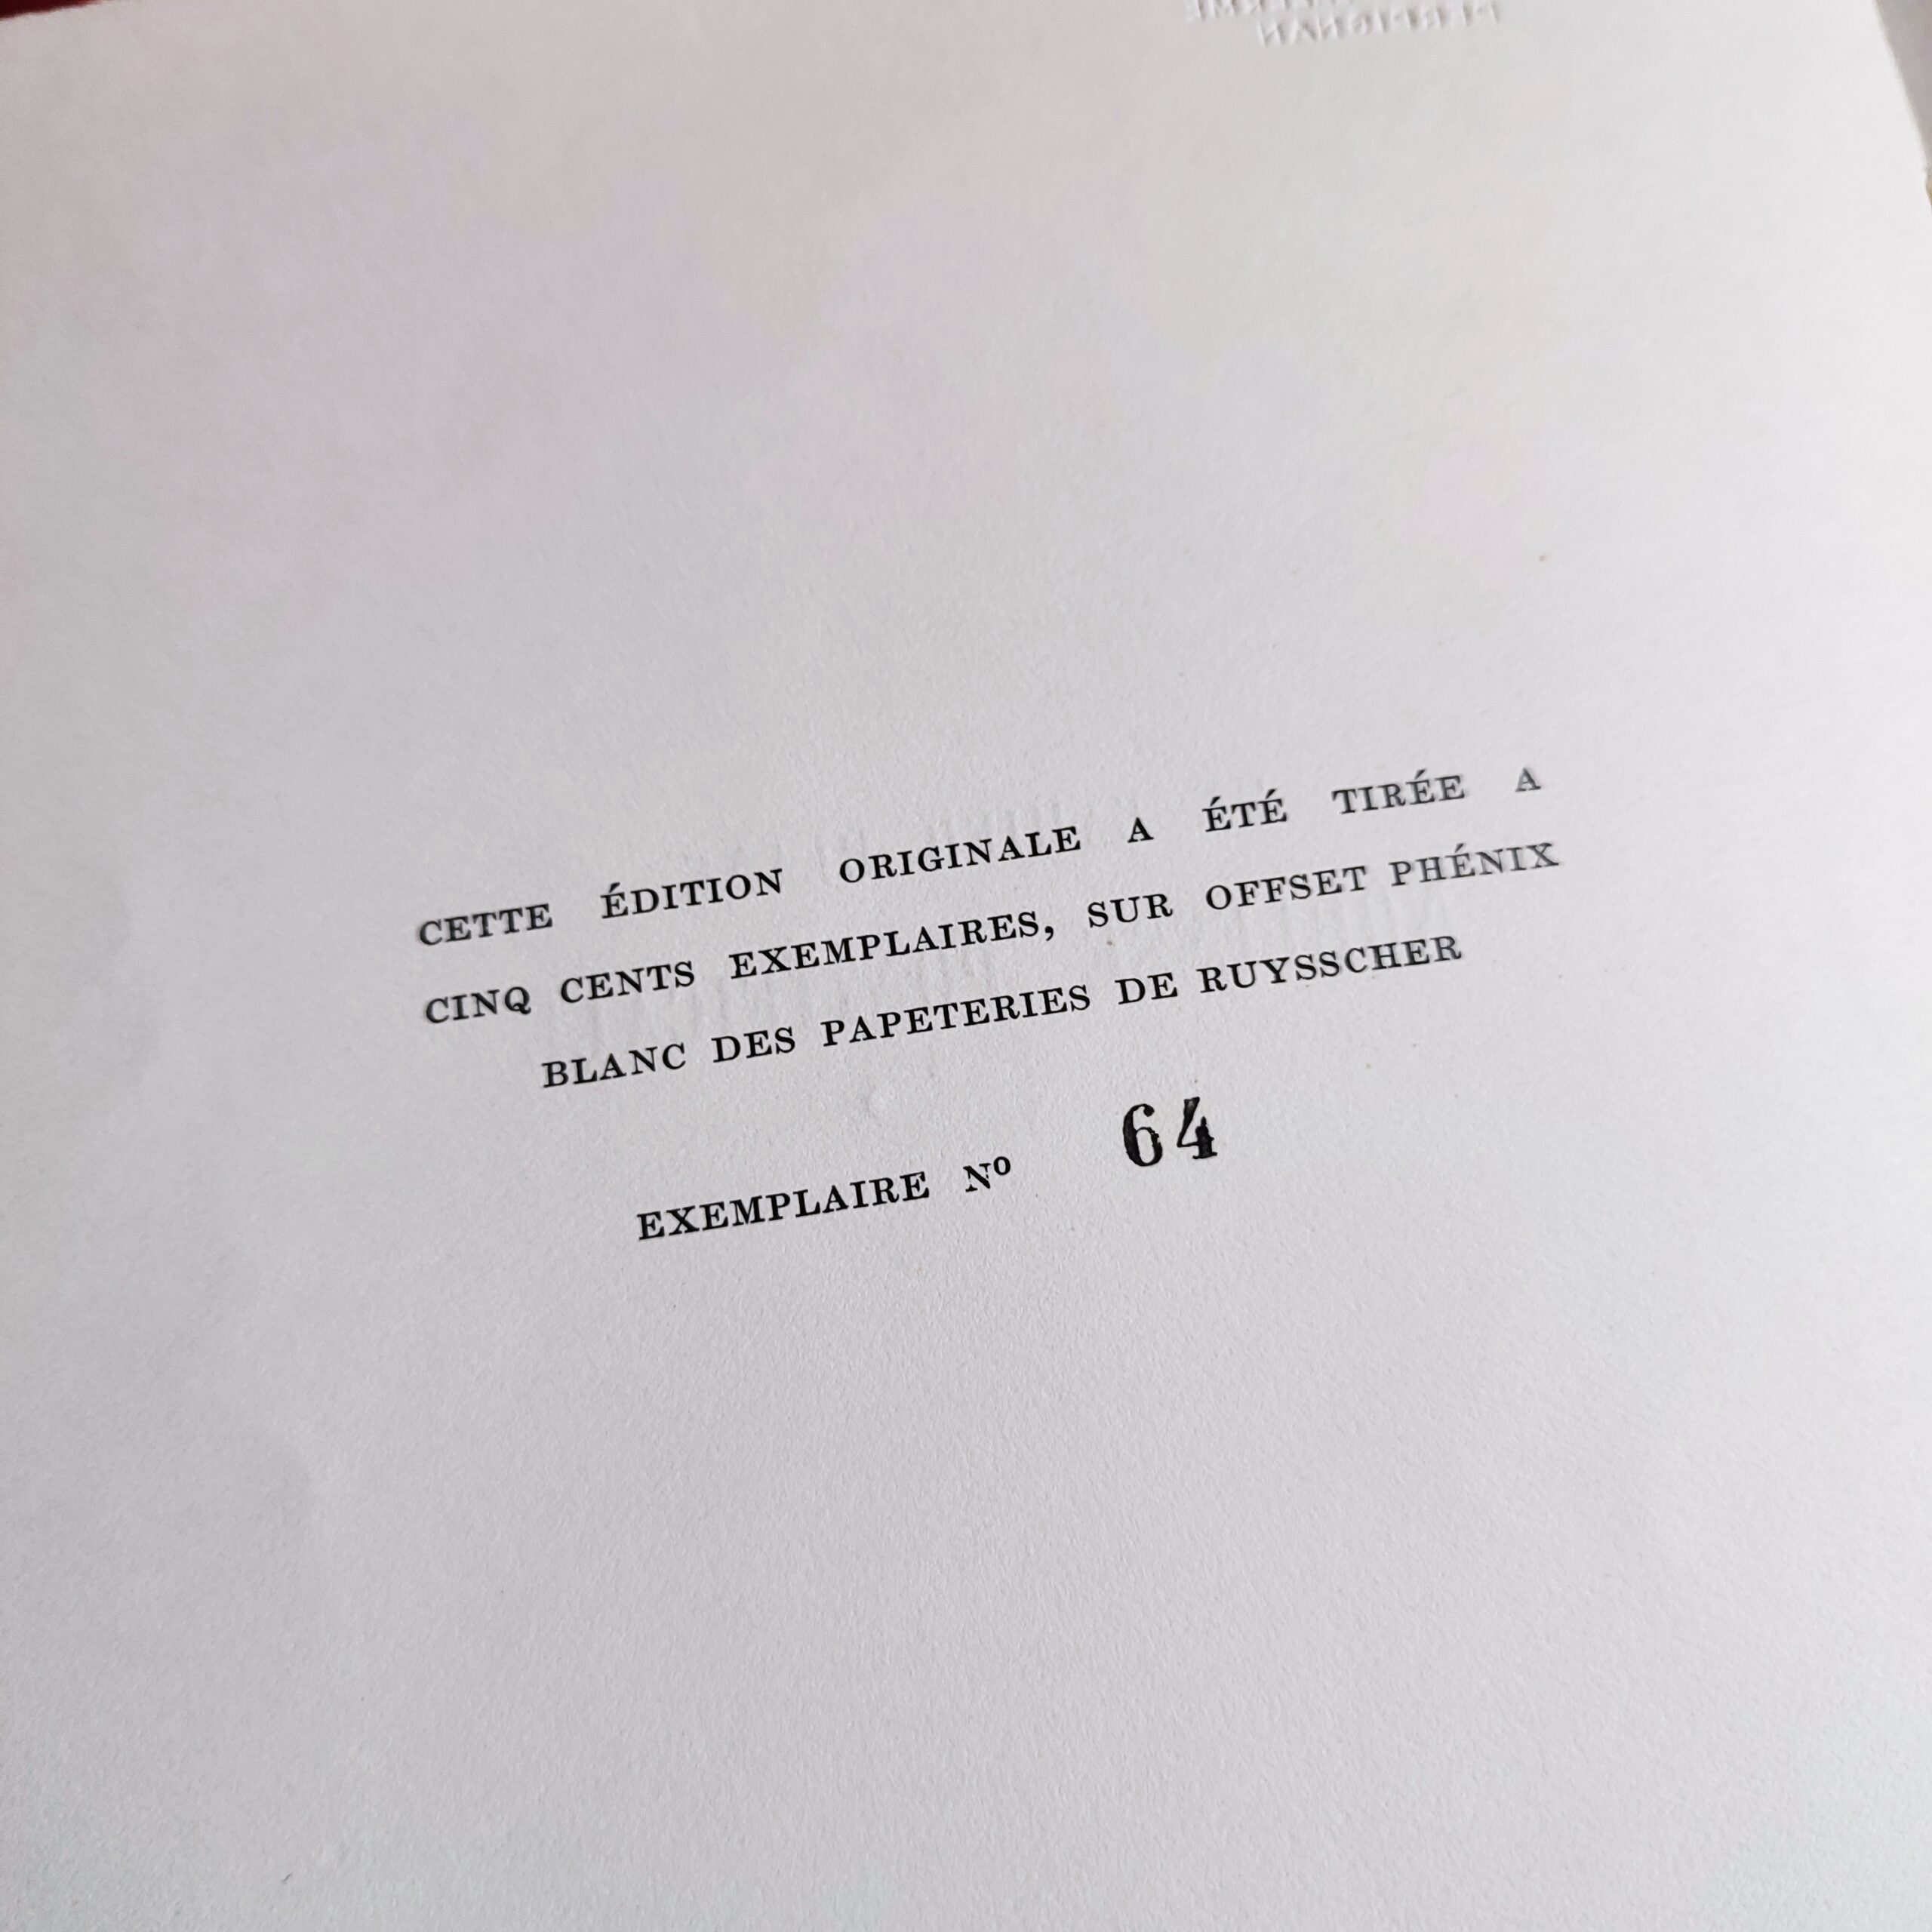 CETTE ÉDITION ORIGINALE A ÉTÉ TIRÉE A
CINQ CENTS EXEMPLAIRES, SUR OFFSET PHÉNIX
BLANC DES PAPETERIES DE RUYSSCHER
EXEMPLAIRE Nº 64